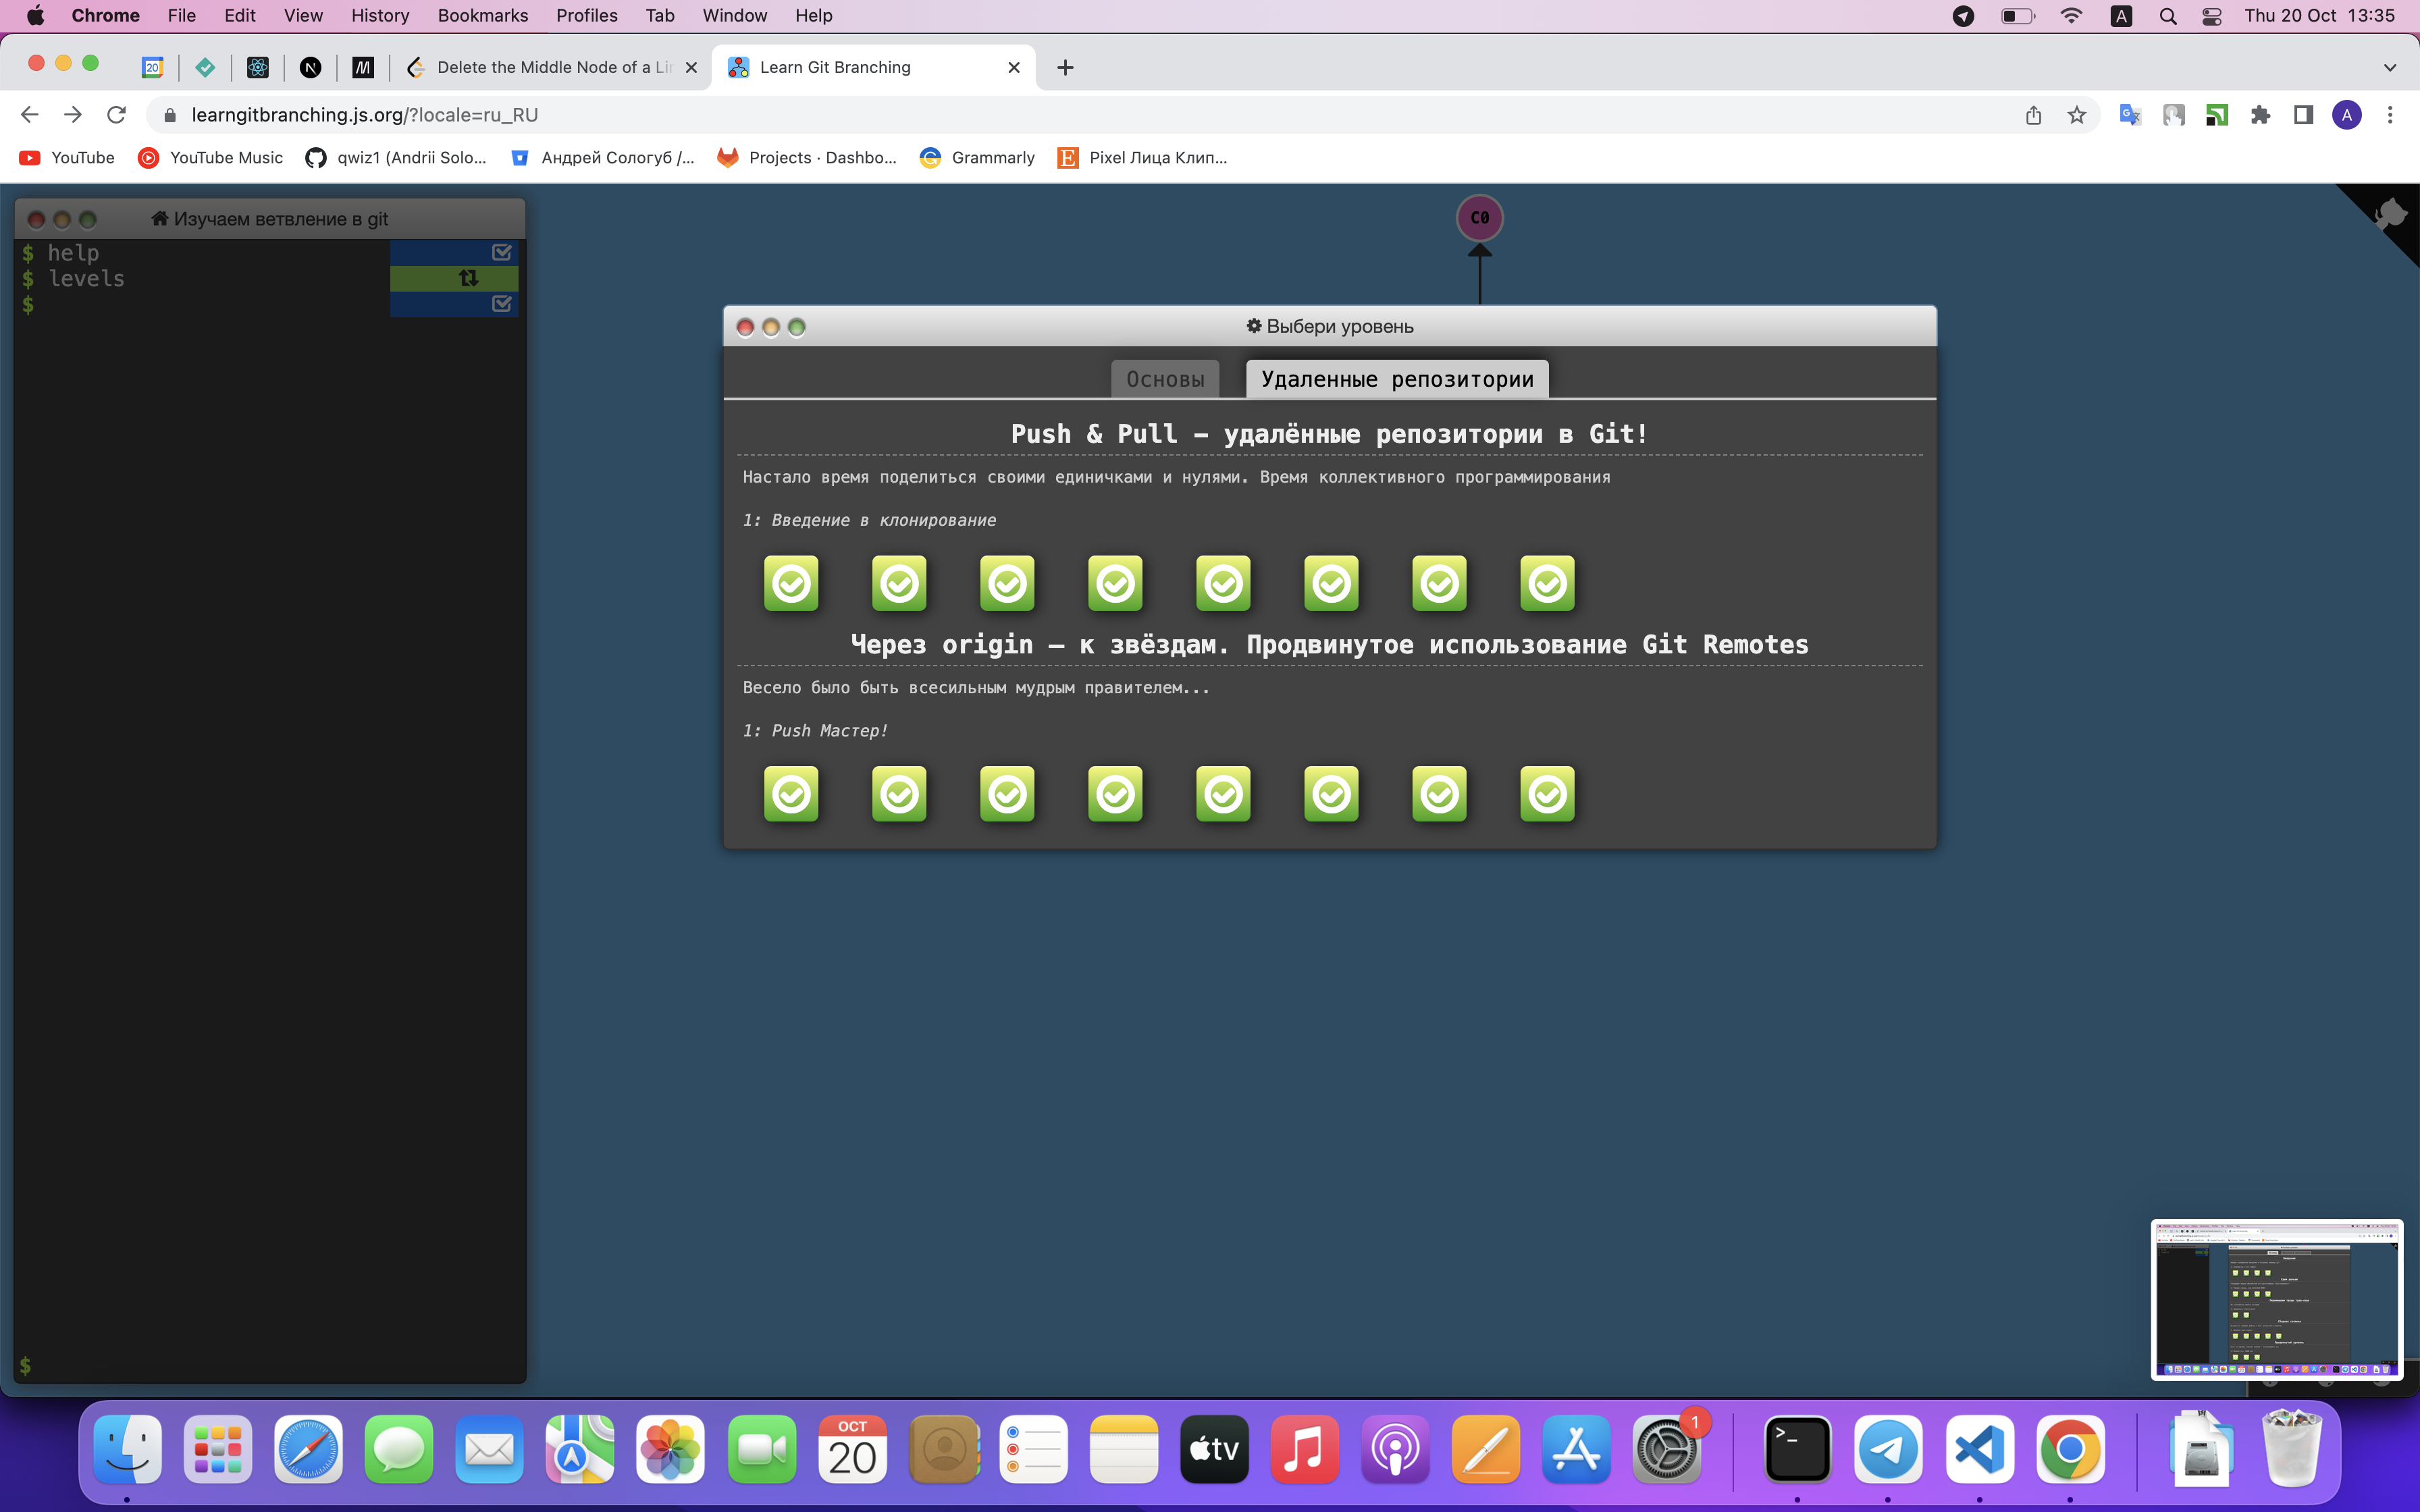 Chrome File Edit View History Bookmarks Profiles Tab Window Help A Thu 20 Oct 13:35
20 Delete the Middle Node of a Li Learn Git Branching
learngitbranching.js.org/?locale=ru_RU A
YouTube YouTube Music qwiz1 (Andrii Solo... Андрей Сологуб /... Projects · Dashbo... Grammarly Pixel Лица Клип...
Изучаем ветвление в git
$ help
$ levels
$
$
C0
Выбери уровень
Основы Удаленные репозитории
Push & Pull – удалённые репозитории в Git!
Настало время поделиться своими единичками и нулями. Время коллективного программирования
1: Введение в клонирование
Через origin – к звёздам. Продвинутое использование Git Remotes
Весело было быть всесильным мудрым правителем...
1: Push Мастер!
OCT
20
tv
1
>_